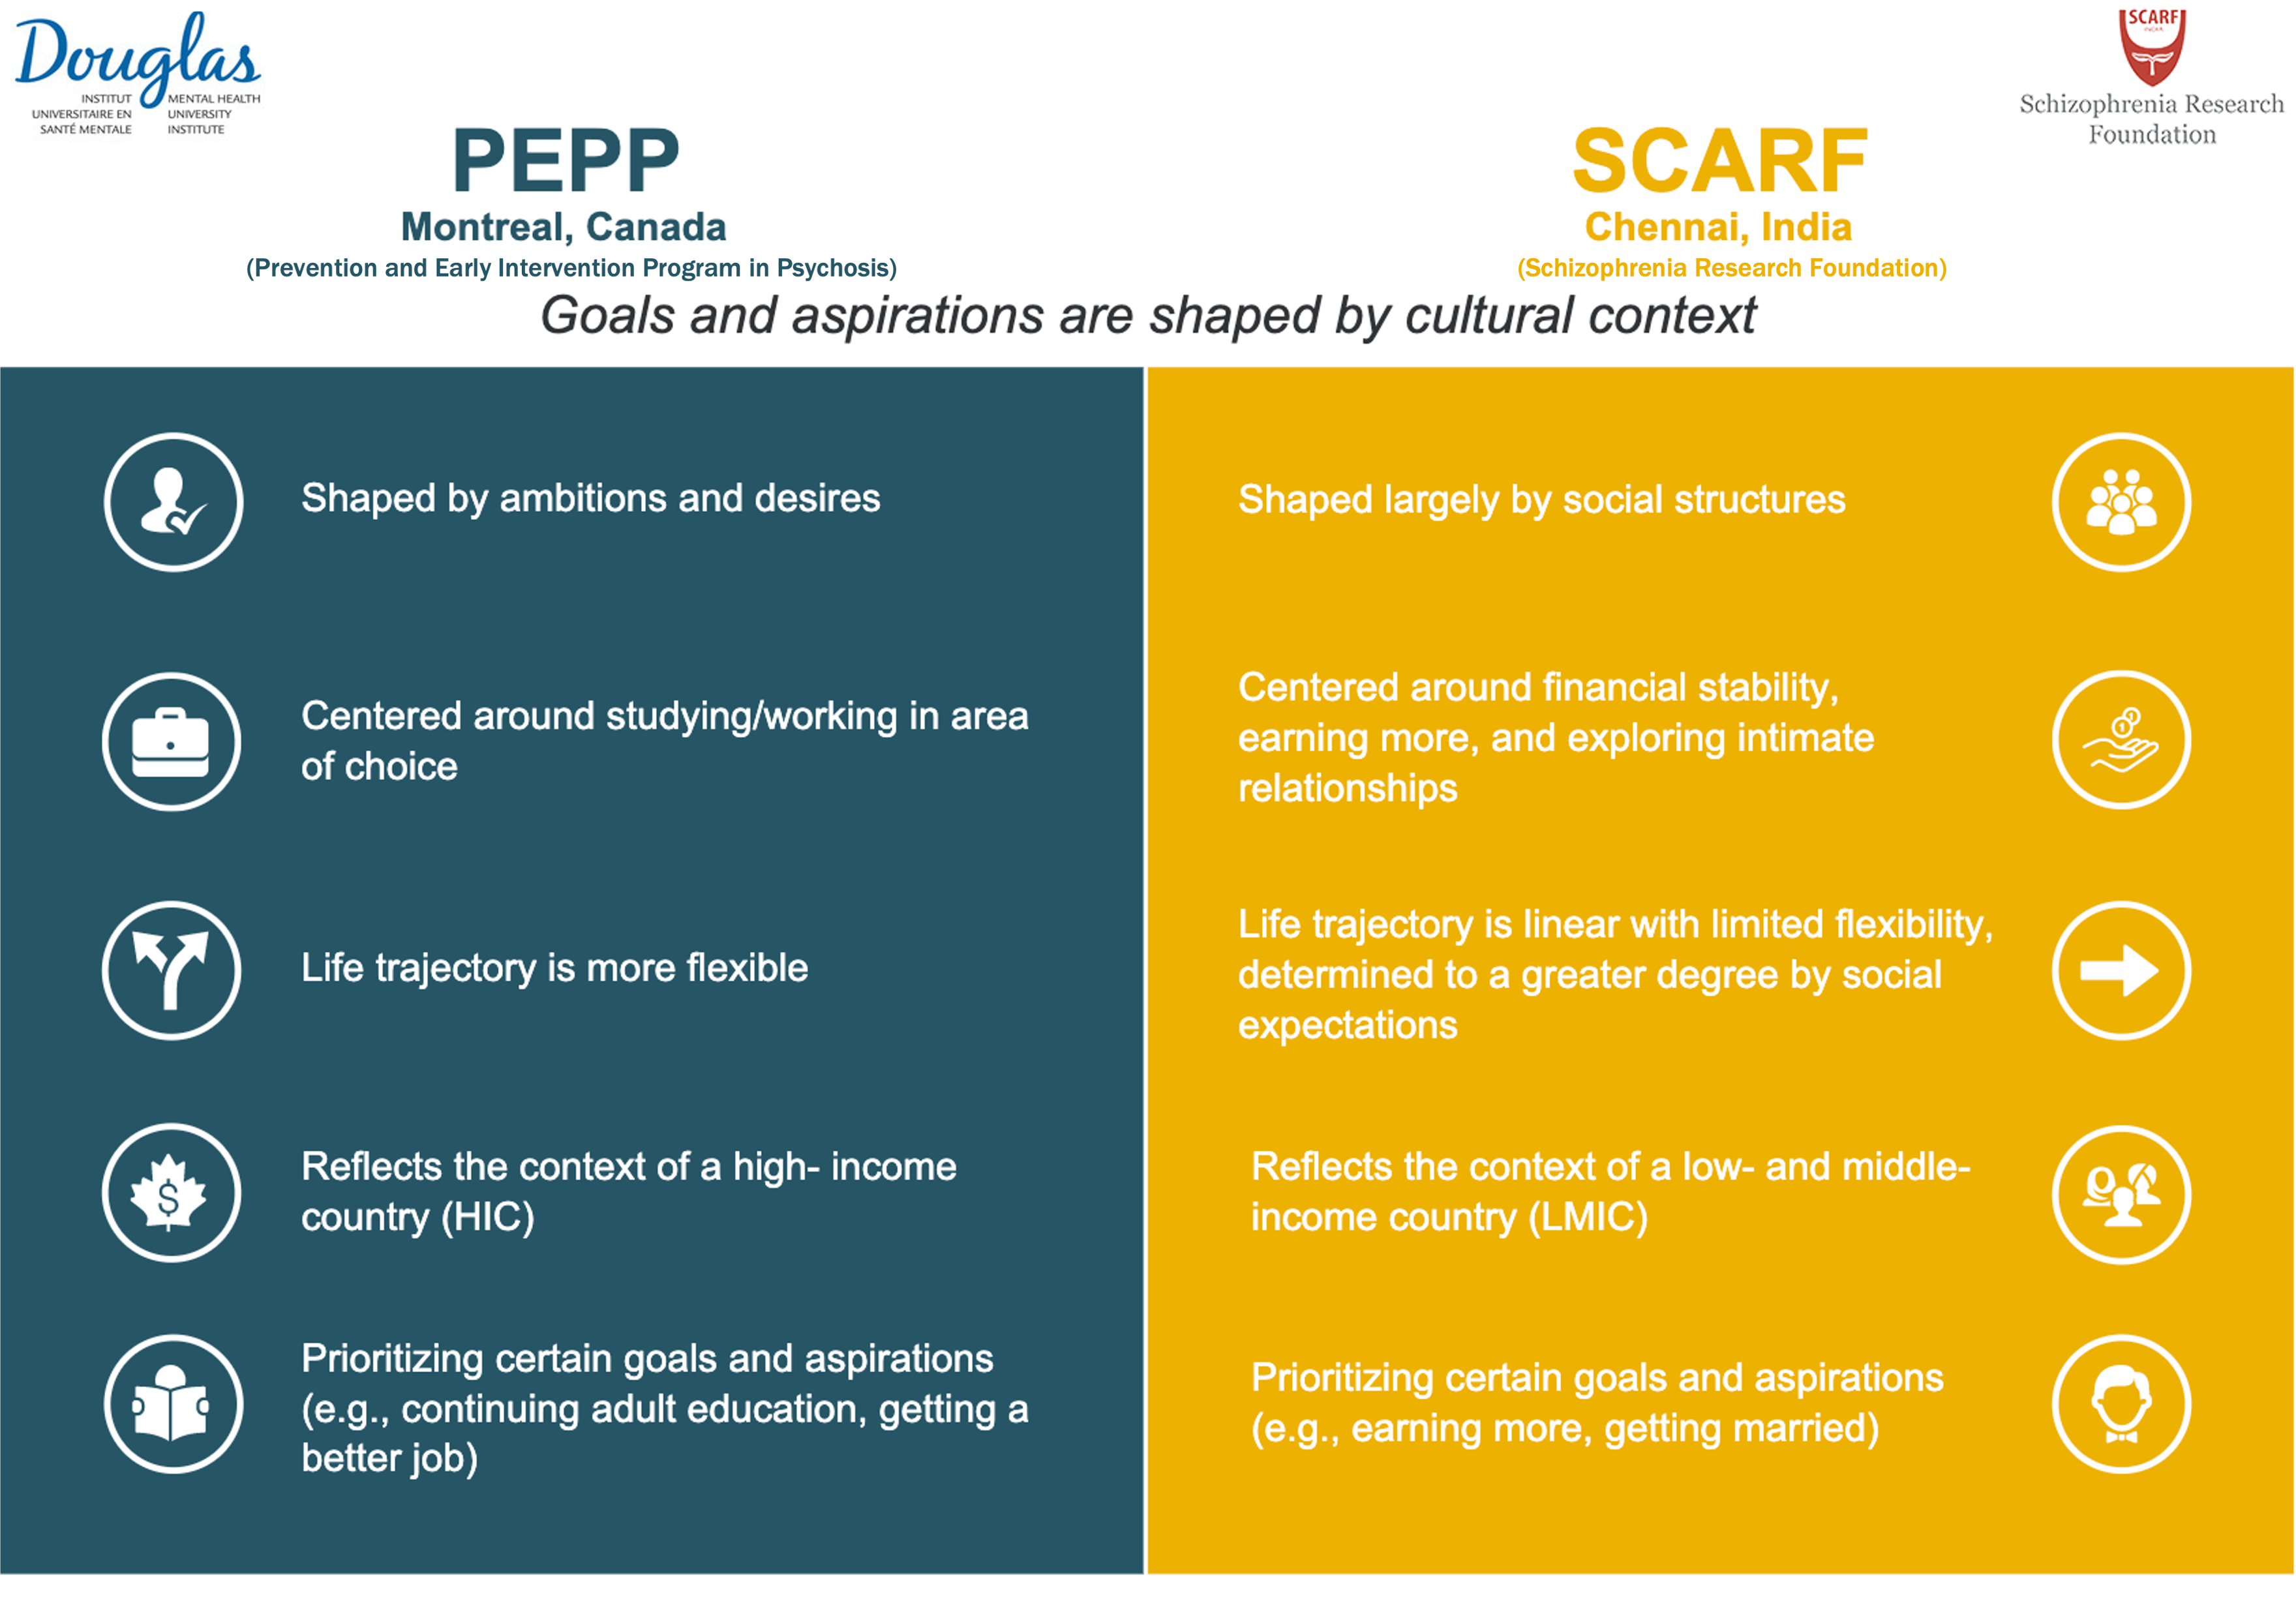 Douglas
INSTITUT
UNIVERSITAIRE EN
SANTÉ MENTALE
MENTAL HEALTH
UNIVERSITY
INSTITUTE
SCARF
INDIA
Schizophrenia Research
Foundation
PEPP
Montreal, Canada
(Prevention and Early Intervention Program in Psychosis)
SCARF
Chennai, India
(Schizophrenia Research Foundation)
Goals and aspirations are shaped by cultural context
Shaped by ambitions and desires
Shaped largely by social structures
Centered around studying/working in area
of choice
Centered around financial stability,
earning more, and exploring intimate
relationships
1
1
Life trajectory is more flexible
Life trajectory is linear with limited flexibility,
determined to a greater degree by social
expectations
$
Reflects the context of a high- income
country (HIC)
Reflects the context of a low- and middle-
income country (LMIC)
Prioritizing certain goals and aspirations
(e.g., continuing adult education, getting a
better job)
Prioritizing certain goals and aspirations
(e.g., earning more, getting married)